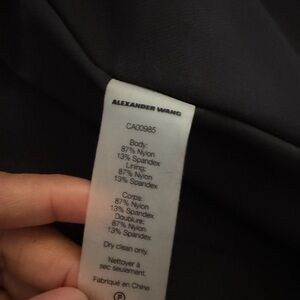 ALEXANDER WANG
CA00985
Body:
87% Nylon
13% Spandex
Lining:
87% Nylon
13% Spandex
Corps:
87% Nylon
13% Spandex
Doublure:
87% Nylon
13% Spandex
Dry clean only.
Nettoyer à
sec seulement.
Fabriqué en Chine
P